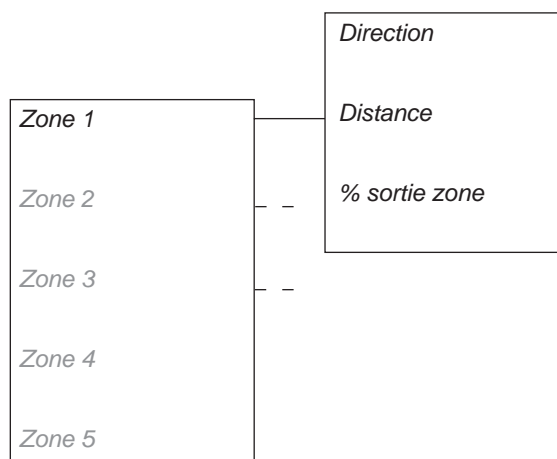 Direction
Distance
% sortie zone
Zone 1
Zone 2
Zone 3
Zone 4
Zone 5